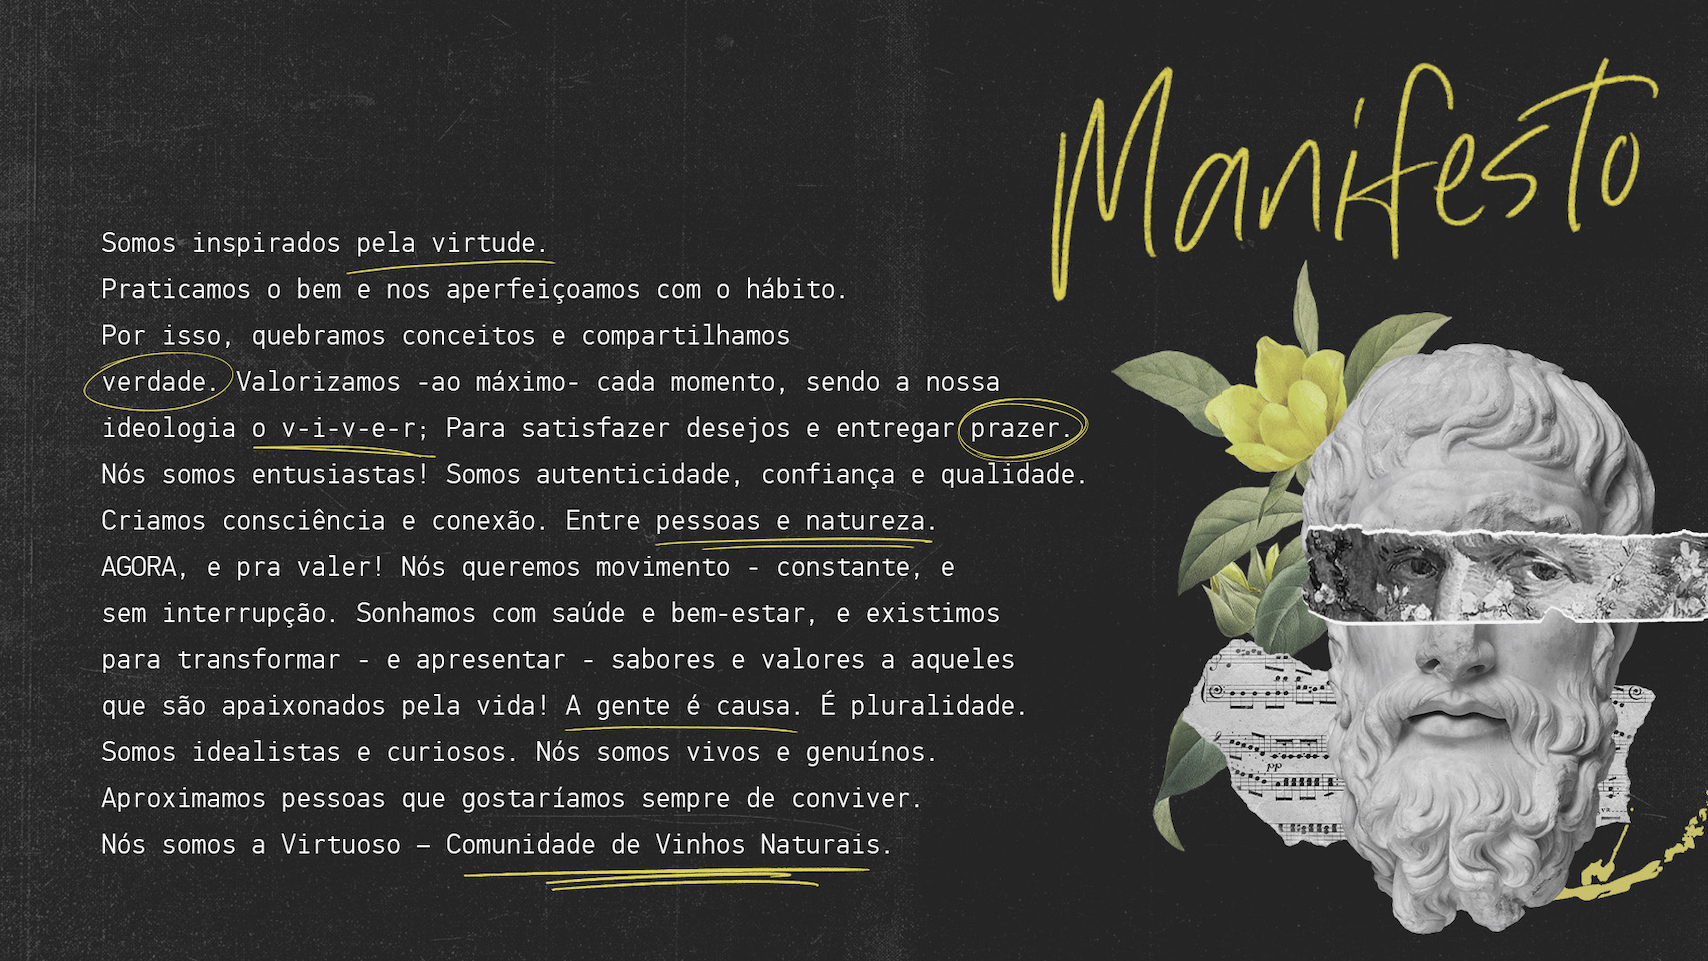 Manifesto
Somos inspirados pela virtude.
Praticamos o bem e nos aperfeiçoamos com o hábito.
Por isso, quebramos conceitos e compartilhamos
verdade. Valorizamos -ao máximo- cada momento, sendo a nossa
ideologia o v-i-v-e-r; Para satisfazer desejos e entregar prazer.
Nós somos entusiastas! Somos autenticidade, confiança e qualidade.
Criamos consciência e conexão. Entre pessoas e natureza.
AGORA, e pra valer! Nós queremos movimento - constante, e
sem interrupção. Sonhamos com saúde e bem-estar, e existimos
para transformar - e apresentar - sabores e valores a aqueles
que são apaixonados pela vida! A gente é causa. É pluralidade.
Somos idealistas e curiosos. Nós somos vivos e genuínos.
Aproximamos pessoas que gostaríamos sempre de conviver.
Nós somos a Virtuoso – Comunidade de Vinhos Naturais.
pp